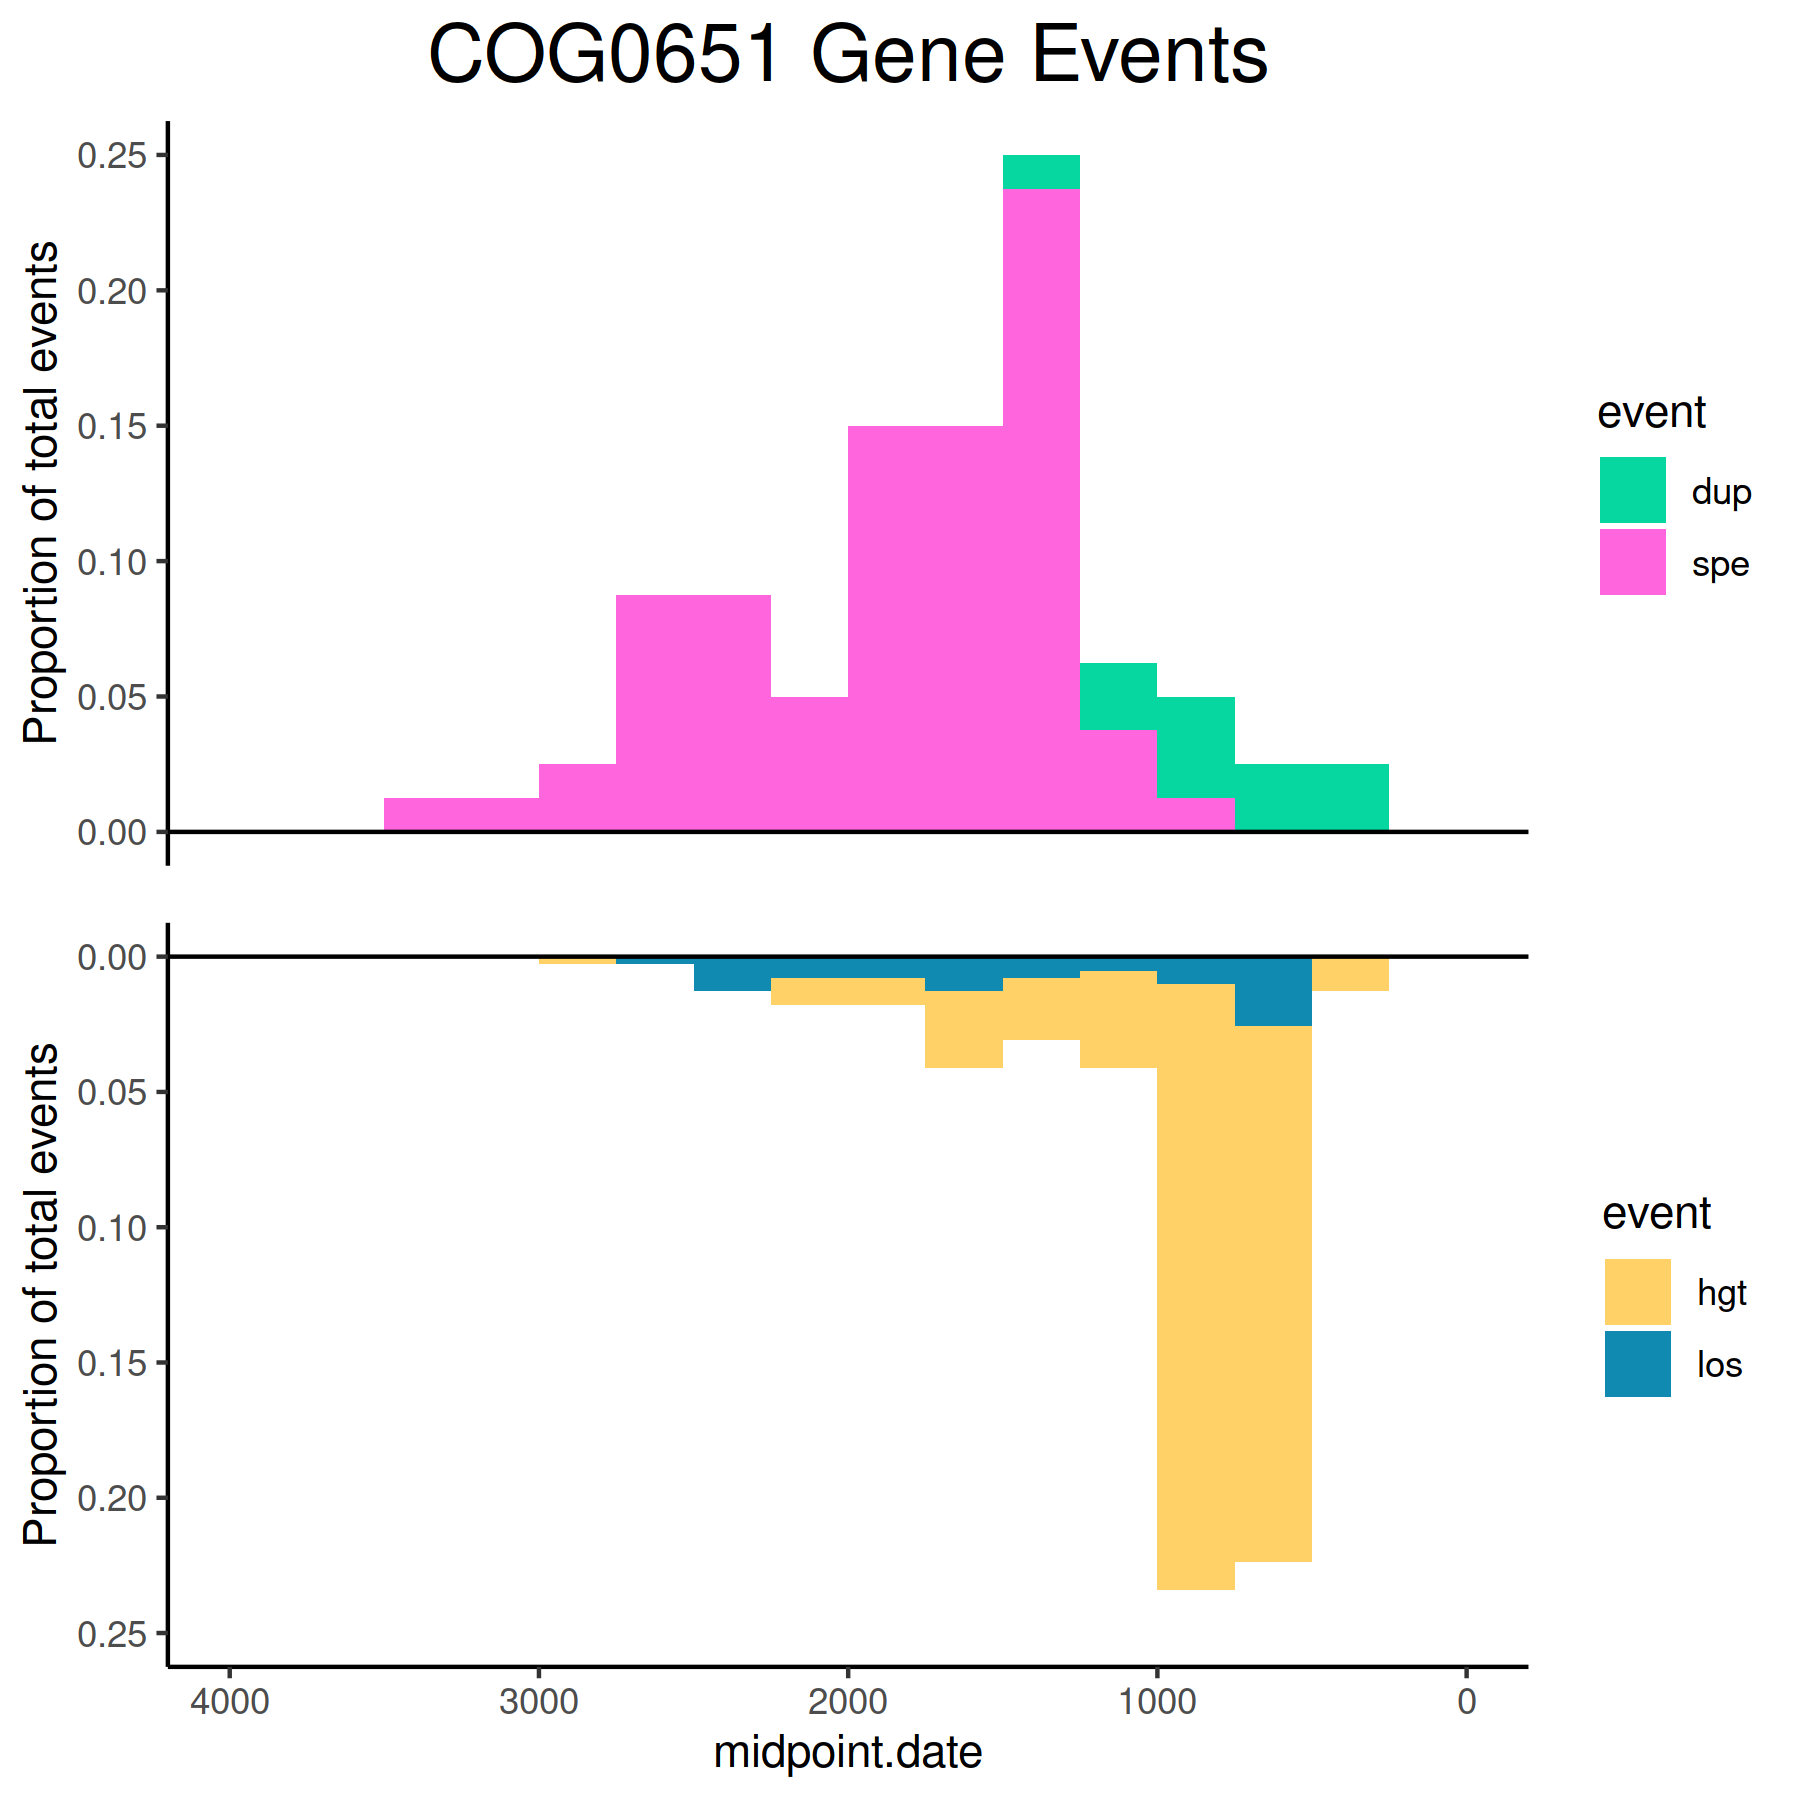 COG0651 Gene Events
Proportion of total events
0.25
0.20
0.15
0.10
0.05
0.00
event
dup
spe
Proportion of total events
0.00
0.05
0.10
0.15
0.20
0.25
event
hgt
los
4000 3000 2000 1000 0
midpoint.date